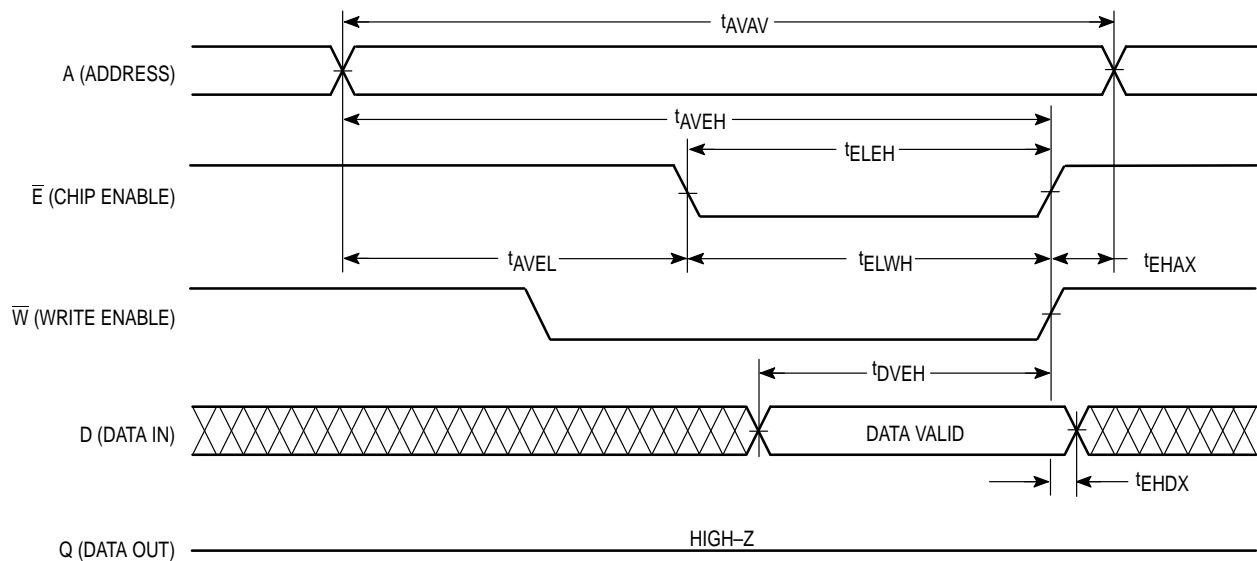 tAVAV
A (ADDRESS)
tAVEH
tELEH
E̅ (CHIP ENABLE)
tAVEL tELWH tEHAX
W̅ (WRITE ENABLE)
tDVEH
D (DATA IN) DATA VALID
tEHDX
Q (DATA OUT) HIGH–Z